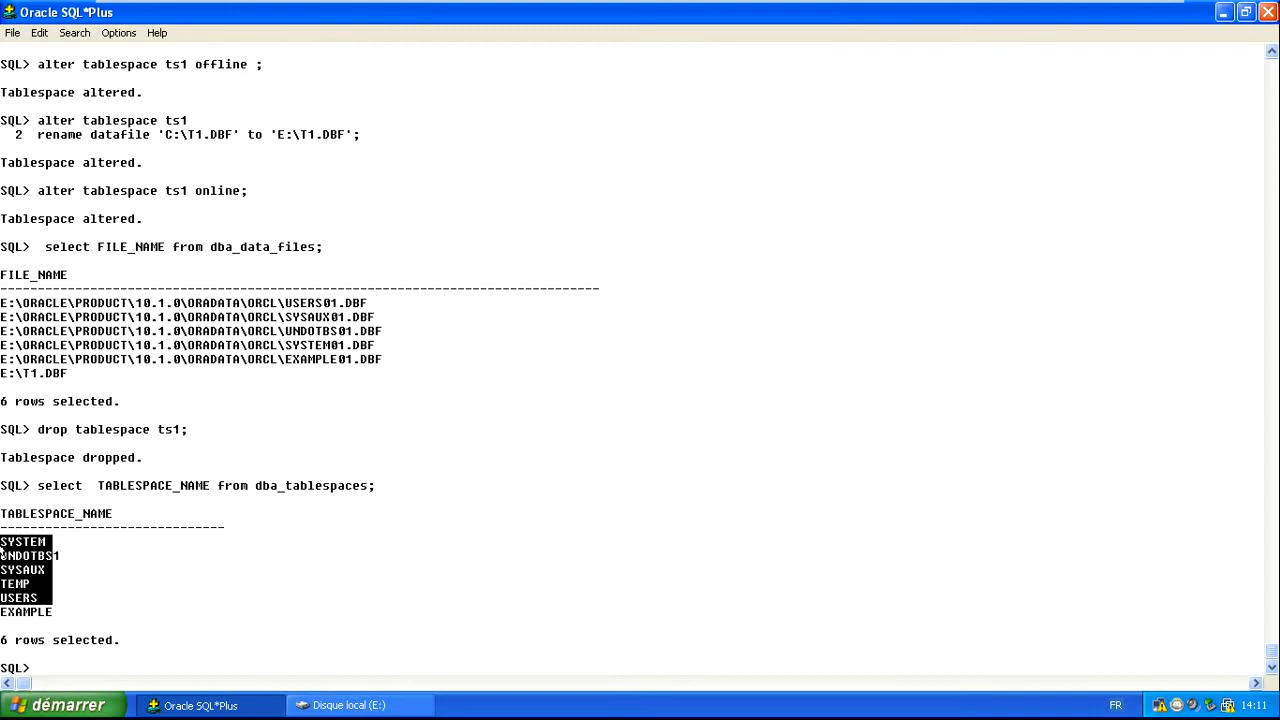 Oracle SQL*Plus
File Edit Search Options Help
SQL> alter tablespace ts1 offline ;
Tablespace altered.
SQL> alter tablespace ts1
2 rename datafile 'C:\T1.DBF' to 'E:\T1.DBF';
Tablespace altered.
SQL> alter tablespace ts1 online;
Tablespace altered.
SQL> select FILE_NAME from dba_data_files;
FILE_NAME
--------------------------------------------------------------------------------
E:\ORACLE\PRODUCT\10.1.0\ORADATA\ORCL\USERS01.DBF
E:\ORACLE\PRODUCT\10.1.0\ORADATA\ORCL\SYSAUX01.DBF
E:\ORACLE\PRODUCT\10.1.0\ORADATA\ORCL\UNDOTBS01.DBF
E:\ORACLE\PRODUCT\10.1.0\ORADATA\ORCL\SYSTEM01.DBF
E:\ORACLE\PRODUCT\10.1.0\ORADATA\ORCL\EXAMPLE01.DBF
E:\T1.DBF
6 rows selected.
SQL> drop tablespace ts1;
Tablespace dropped.
SQL> select TABLESPACE_NAME from dba_tablespaces;
TABLESPACE_NAME
------------------------------
SYSTEM
UNDOTBS1
SYSAUX
TEMP
USERS
EXAMPLE
6 rows selected.
SQL>
démarrer Oracle SQL*Plus Disque local (E:) FR 14:11